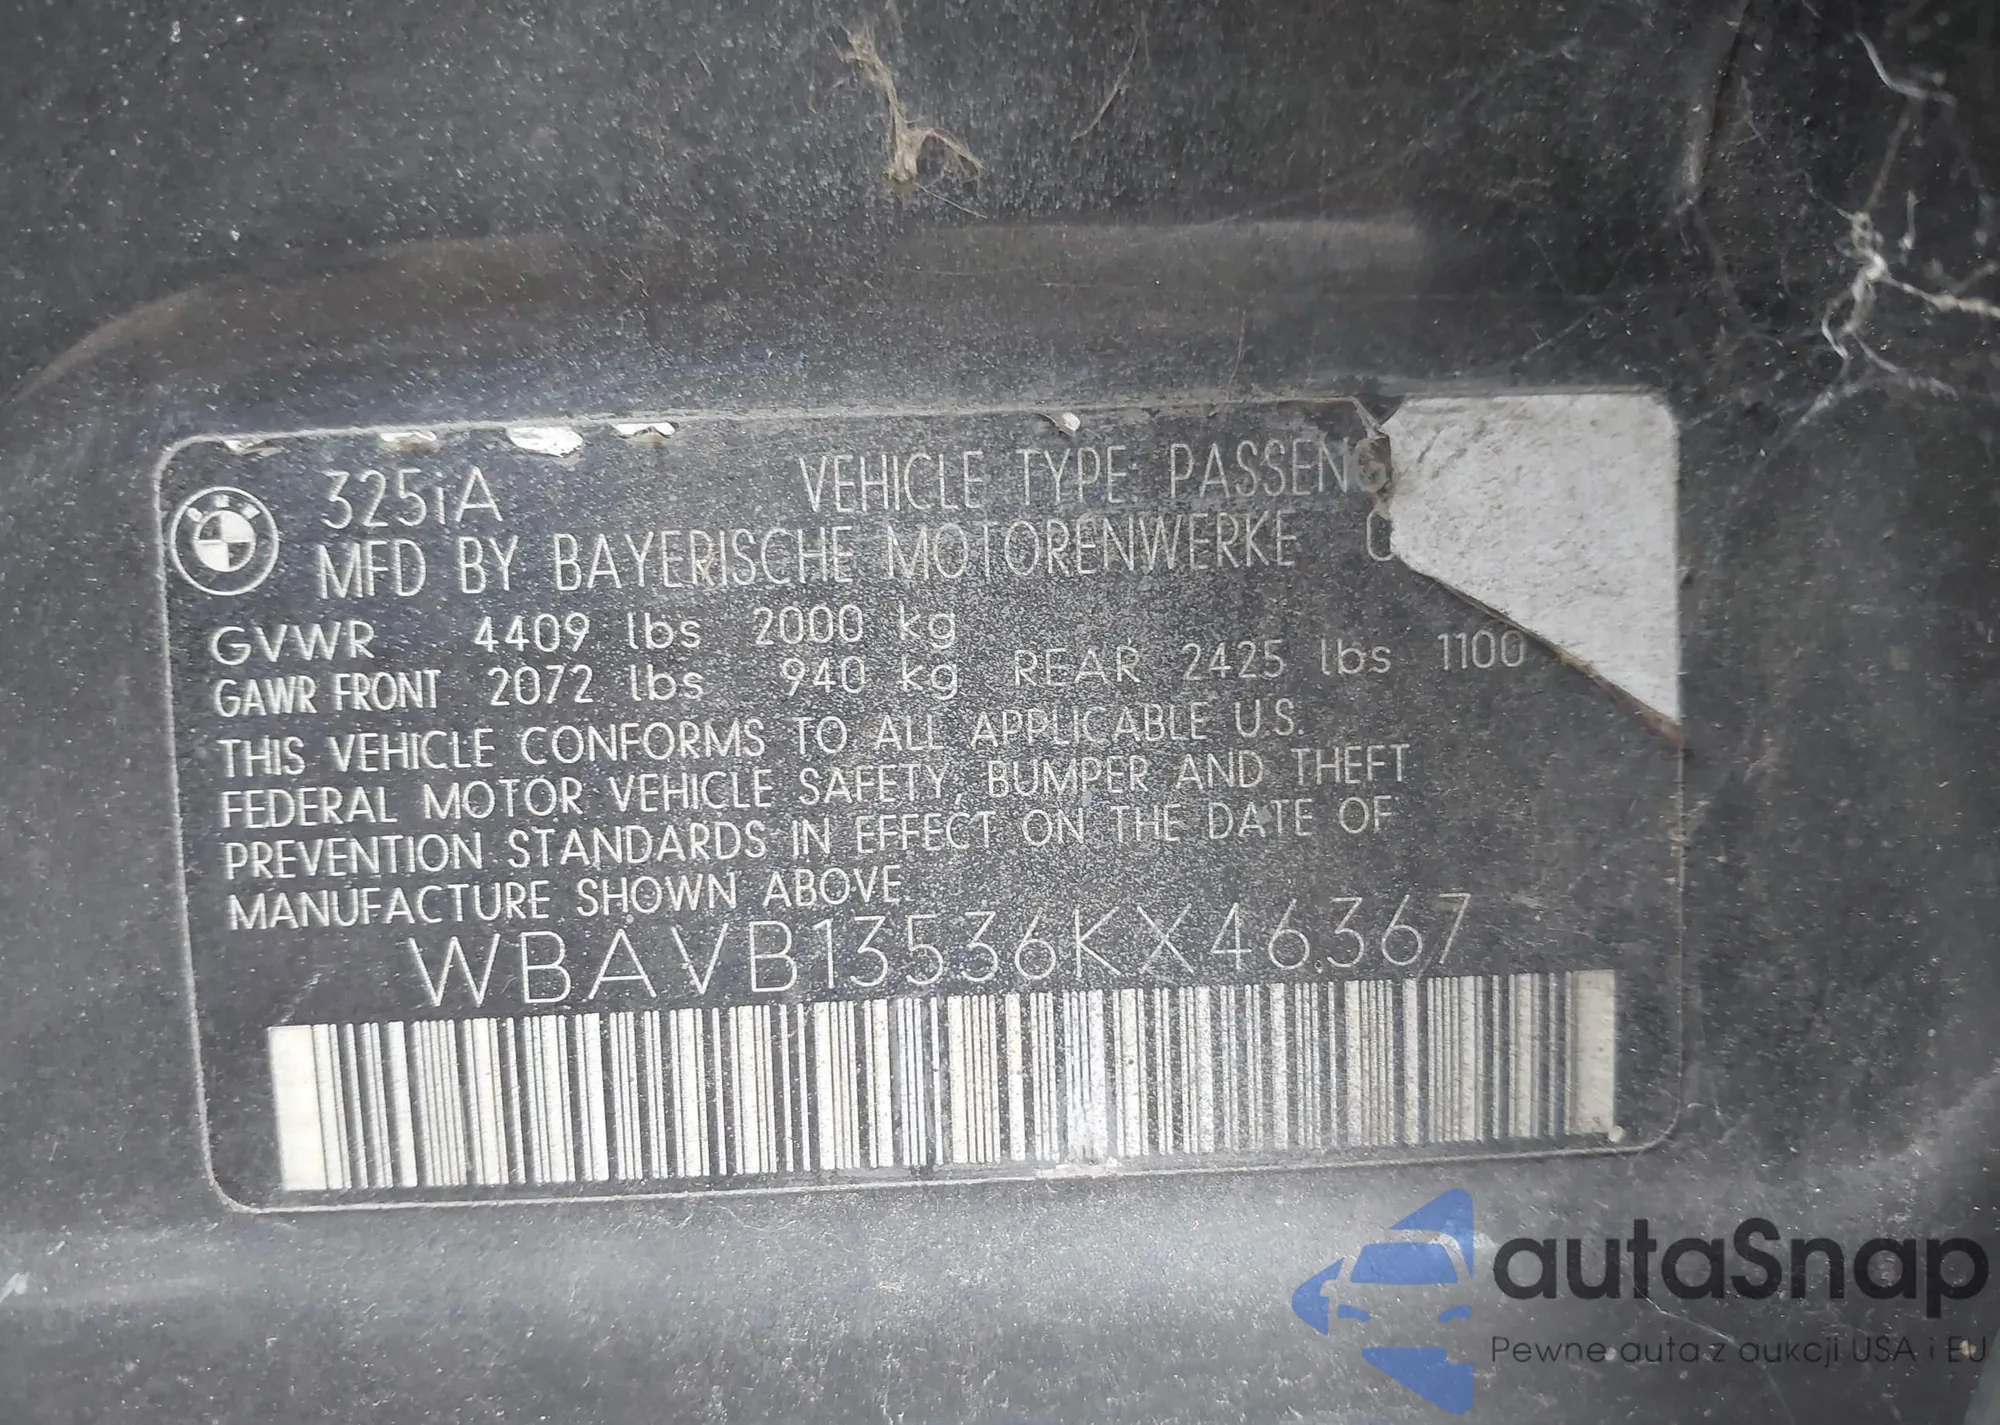 325iA VEHICLE TYPE: PASSENG
MFD BY BAYERISCHE MOTORENWERKE
GVWR 4409 lbs 2000 kg
GAWR FRONT 2072 lbs 940 kg REAR 2425 lbs 1100
THIS VEHICLE CONFORMS TO ALL APPLICABLE U.S.
FEDERAL MOTOR VEHICLE SAFETY, BUMPER AND THEFT
PREVENTION STANDARDS IN EFFECT ON THE DATE OF
MANUFACTURE SHOWN ABOVE.
WBAVB13536KX46367
autaSnap
Pewne auta z aukcji USA i EU